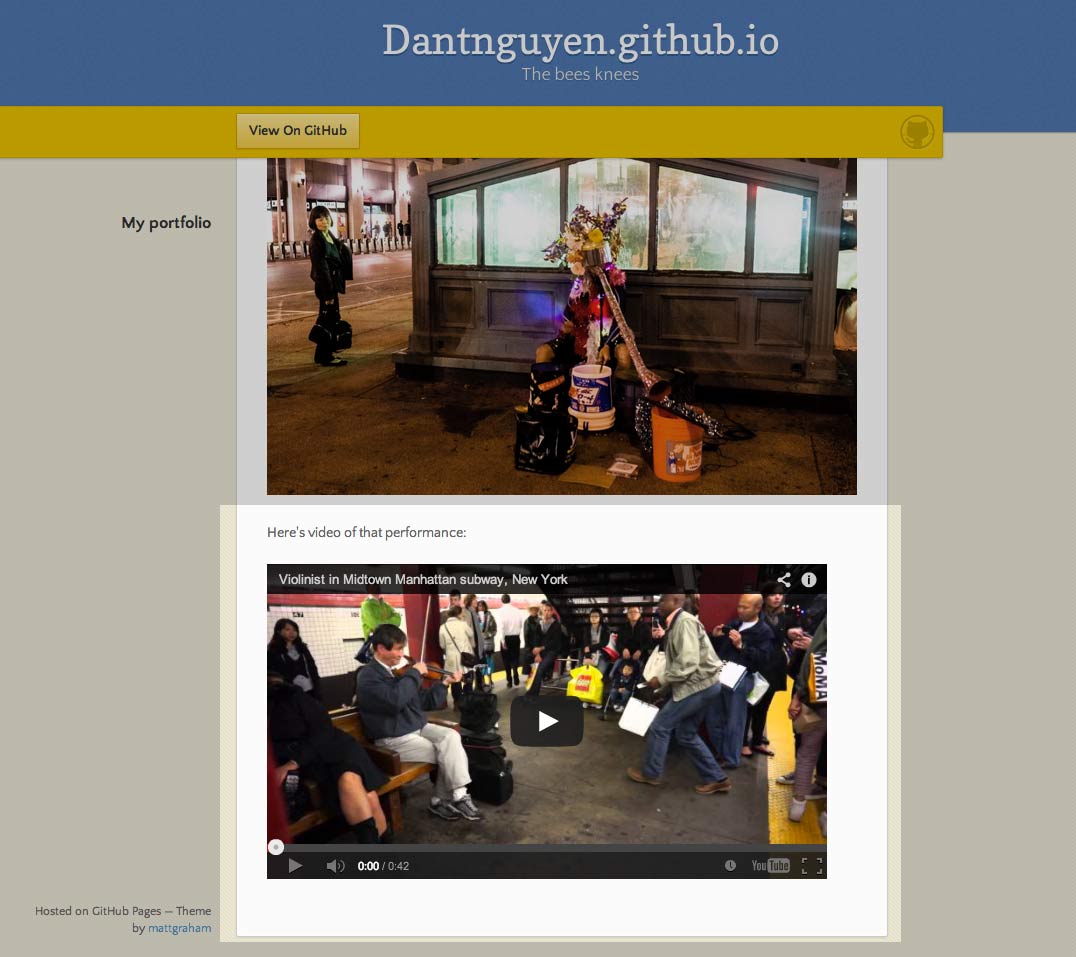 Dantnguyen.github.io
The bees knees
View On GitHub
My portfolio
Here's video of that performance:
Violinist in Midtown Manhattan subway, New York
MoMA
0:00 / 0:42
YouTube
Hosted on GitHub Pages — Theme
by mattgraham